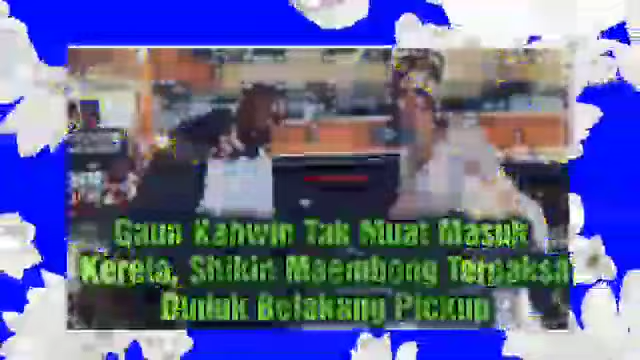 Gaun Kahwin Tak Muat Masuk
Kereta, Shikin Maembong Terpaksa
Duduk Belakang Pickup